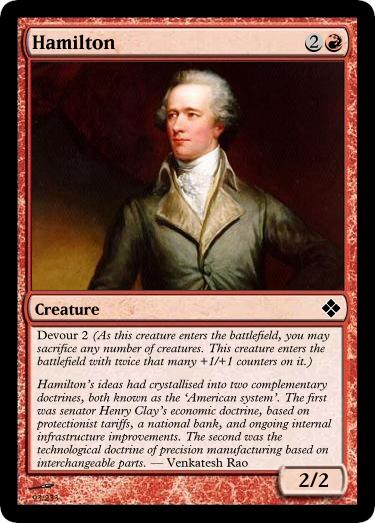 Hamilton 2
Creature
Devour 2 (As this creature enters the battlefield, you may
sacrifice any number of creatures. This creature enters the
battlefield with twice that many +1/+1 counters on it.)
Hamilton's ideas had crystallised into two complementary
doctrines, both known as the 'American system'. The first
was senator Henry Clay's economic doctrine, based on
protectionist tariffs, a national bank, and ongoing internal
infrastructure improvements. The second was the
technological doctrine of precision manufacturing based on
interchangeable parts. — Venkatesh Rao
2/2